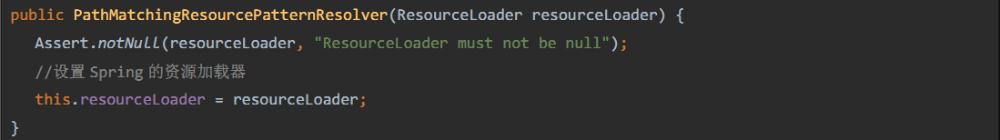 public PathMatchingResourcePatternResolver(ResourceLoader resourceLoader) {
Assert.notNull(resourceLoader, "ResourceLoader must not be null");
//设置 Spring 的资源加载器
this.resourceLoader = resourceLoader;
}